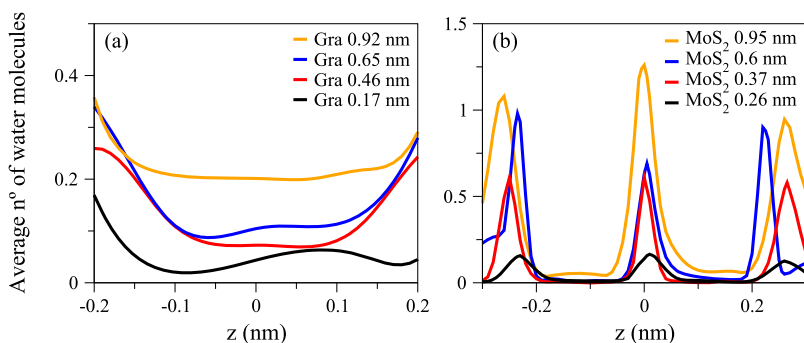 Average nº of water molecules
(a)
Gra 0.92 nm
Gra 0.65 nm
Gra 0.46 nm
Gra 0.17 nm
0.4
0.2
0
-0.2 -0.1 0 0.1 0.2
z (nm)
(b)
MoS2 0.95 nm
MoS2 0.6 nm
MoS2 0.37 nm
MoS2 0.26 nm
1.5
1
0.5
0
-0.2 0 0.2
z (nm)